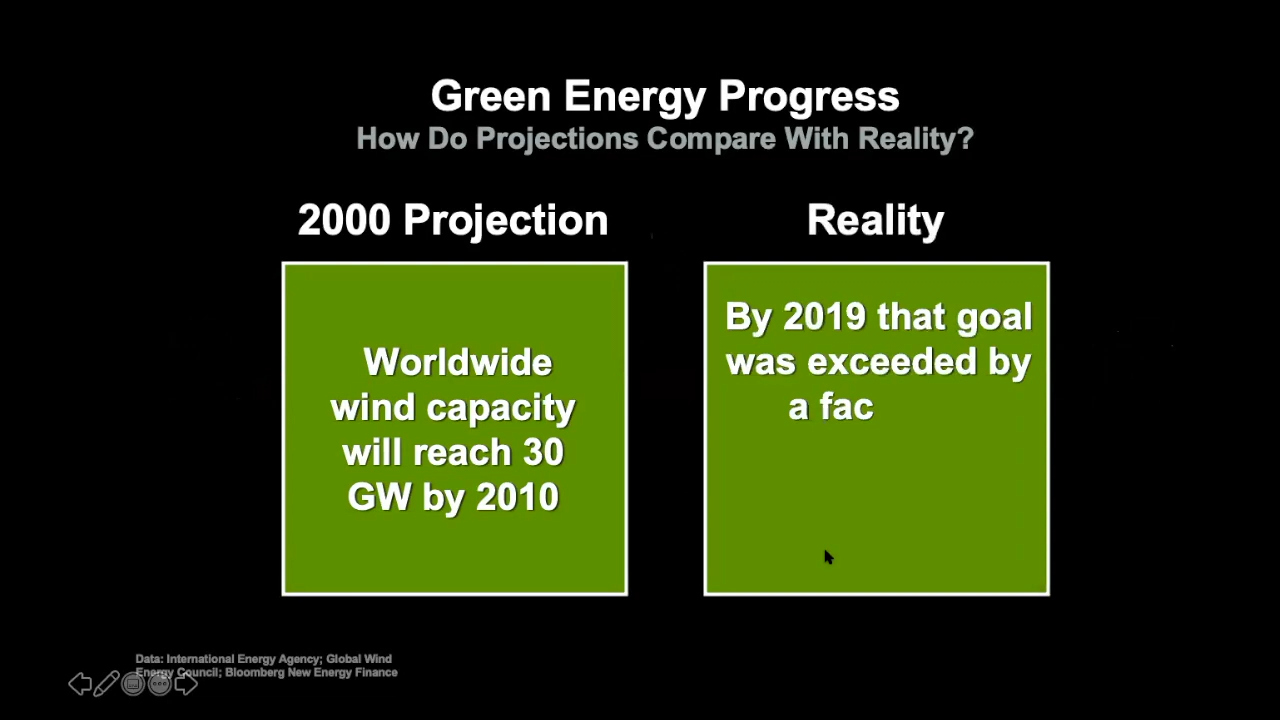 Green Energy Progress
How Do Projections Compare With Reality?
2000 Projection
Reality
Worldwide
wind capacity
will reach 30
GW by 2010
By 2019 that goal
was exceeded by
a fac
Data: International Energy Agency; Global Wind
Energy Council; Bloomberg New Energy Finance